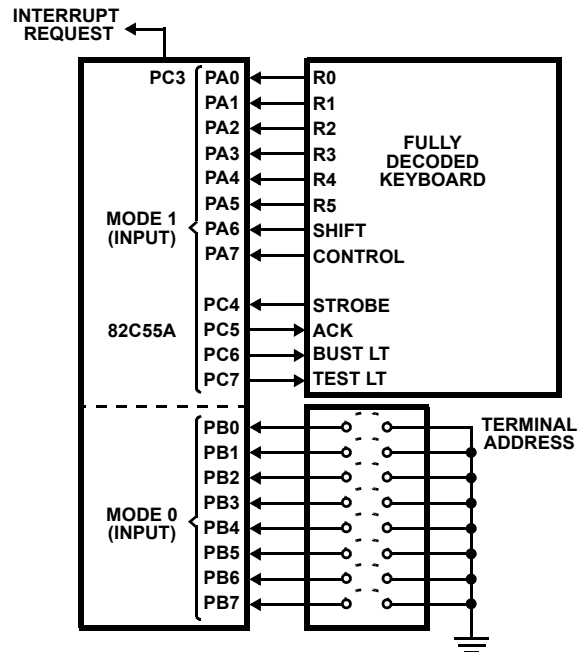 INTERRUPT
REQUEST
PC3 PA0 R0
PA1 R1
PA2 R2
PA3 R3
PA4 R4
PA5 R5
PA6 SHIFT
PA7 CONTROL
FULLY
DECODED
KEYBOARD
MODE 1
(INPUT)
PC4 STROBE
82C55A PC5 ACK
PC6 BUST LT
PC7 TEST LT
PB0
PB1
PB2
PB3
PB4
PB5
PB6
PB7
MODE 0
(INPUT)
TERMINAL
ADDRESS